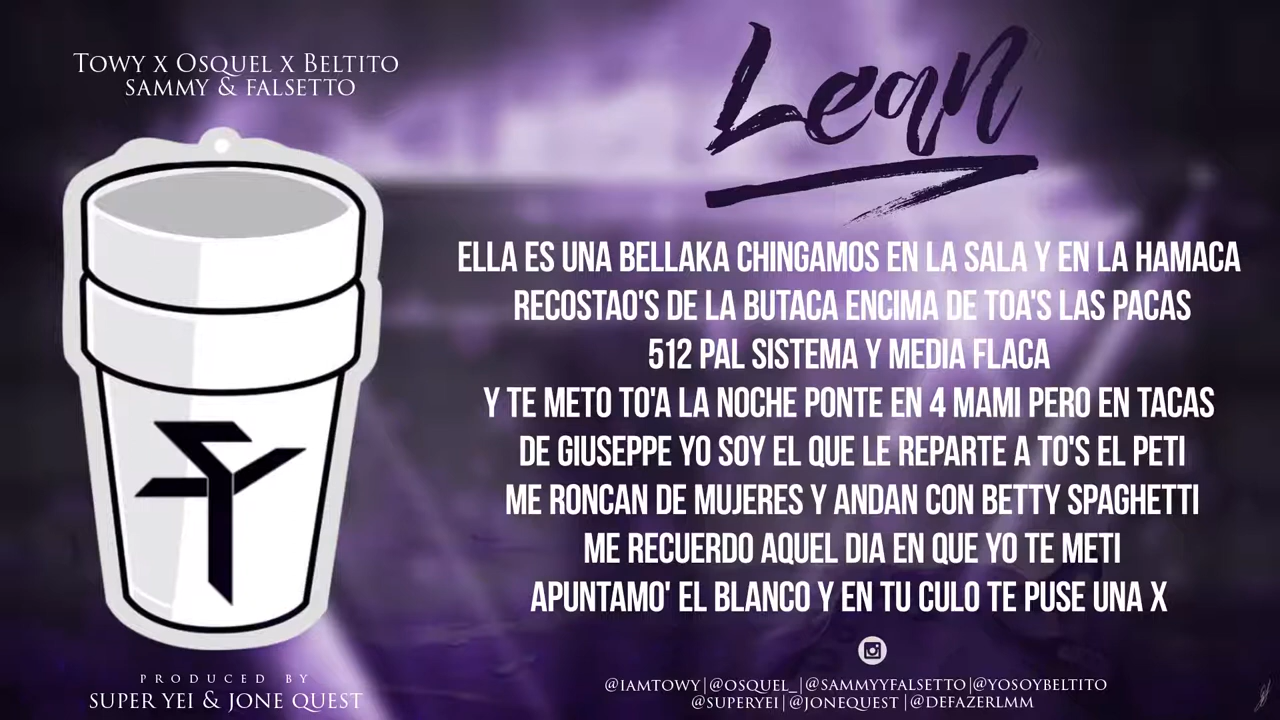 Towy x Osquel x Beltito
Sammy & Falsetto
Lean
ELLA ES UNA BELLAKA CHINGAMOS EN LA SALA Y EN LA HAMACA
RECOSTAO'S DE LA BUTACA ENCIMA DE TOA'S LAS PACAS
512 PAL SISTEMA Y MEDIA FLACA
Y TE METO TO'A LA NOCHE PONTE EN 4 MAMI PERO EN TACAS
DE GIUSEPPE YO SOY EL QUE LE REPARTE A TO'S EL PETI
ME RONCAN DE MUJERES Y ANDAN CON BETTY SPAGHETTI
ME RECUERDO AQUEL DIA EN QUE YO TE METI
APUNTAMO' EL BLANCO Y EN TU CULO TE PUSE UNA X
PRODUCED BY
SUPER YEI & JONE QUEST
@IAMTOWY|@OSQUEL_|@SAMMYYFALSETTO|@YOSOYBELTITO
@SUPERYEI|@JONEQUEST|@DEFAZERLMM